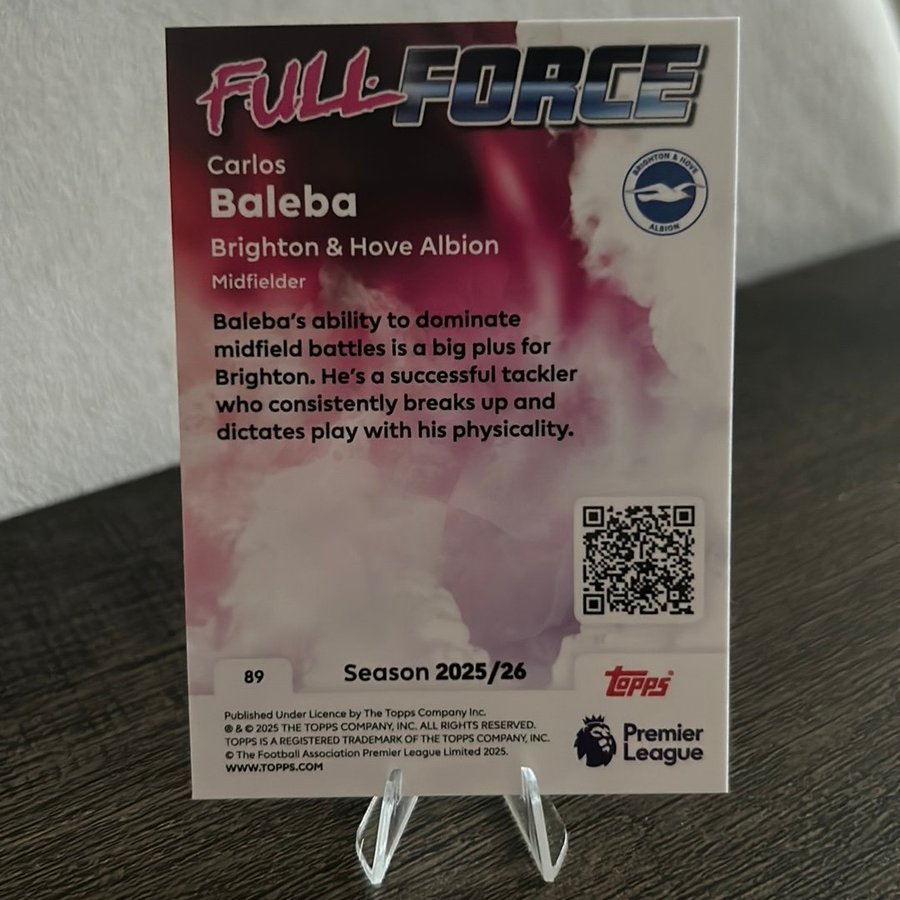 FULL FORCE
Carlos
Baleba
BRIGHTON & HOVE
ALBION
Brighton & Hove Albion
Midfielder
Baleba's ability to dominate
midfield battles is a big plus for
Brighton. He's a successful tackler
who consistently breaks up and
dictates play with his physicality.
89
Season 2025/26
Topps®
Published Under Licence by The Topps Company Inc.
® & © 2025 THE TOPPS COMPANY, INC. ALL RIGHTS RESERVED.
TOPPS IS A REGISTERED TRADEMARK OF THE TOPPS COMPANY, INC.
© The Football Association Premier League Limited 2025.
WWW.TOPPS.COM
Premier
League